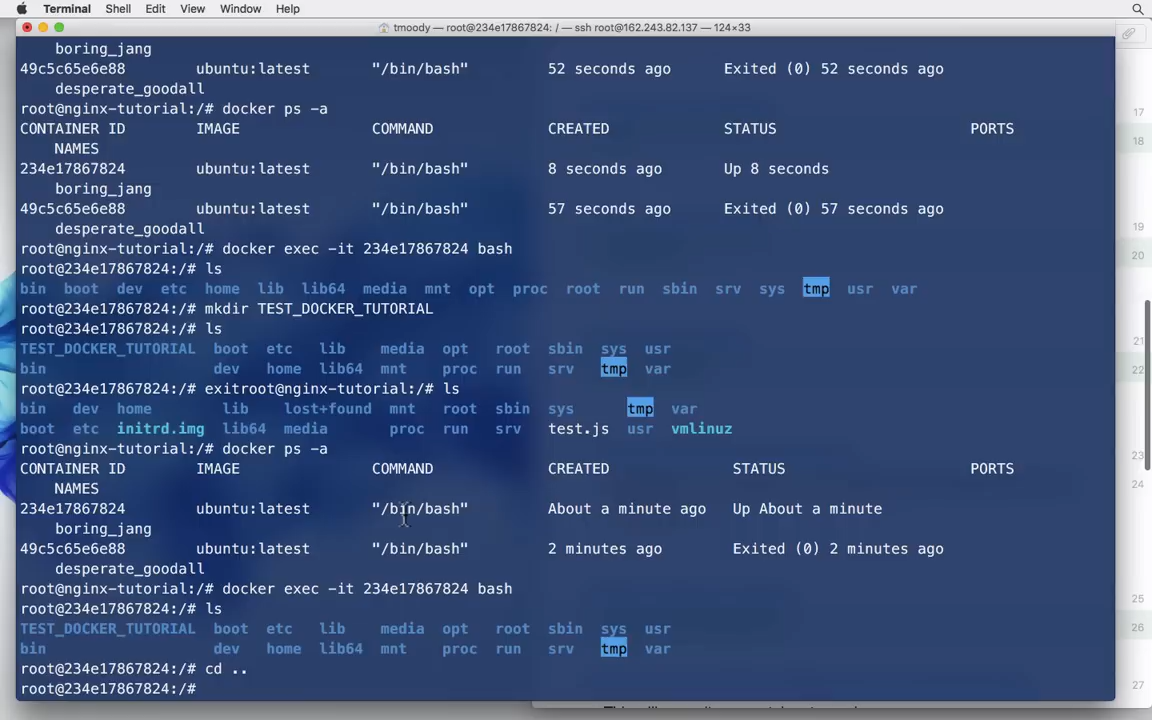 Terminal Shell Edit View Window Help
tmoody — root@234e17867824: / — ssh root@162.243.82.137 — 124×33
boring_jang
49c5c65e6e88 ubuntu:latest "/bin/bash" 52 seconds ago Exited (0) 52 seconds ago
desperate_goodall
root@nginx-tutorial:/# docker ps -a
CONTAINER ID IMAGE COMMAND CREATED STATUS PORTS
NAMES
234e17867824 ubuntu:latest "/bin/bash" 8 seconds ago Up 8 seconds
boring_jang
49c5c65e6e88 ubuntu:latest "/bin/bash" 57 seconds ago Exited (0) 57 seconds ago
desperate_goodall
root@nginx-tutorial:/# docker exec -it 234e17867824 bash
root@234e17867824:/# ls
bin boot dev etc home lib lib64 media mnt opt proc root run sbin srv sys tmp usr var
root@234e17867824:/# mkdir TEST_DOCKER_TUTORIAL
root@234e17867824:/# ls
TEST_DOCKER_TUTORIAL boot etc lib media opt root sbin sys usr
bin dev home lib64 mnt proc run srv tmp var
root@234e17867824:/# exitroot@nginx-tutorial:/# ls
bin dev home lib lost+found mnt root sbin sys tmp var
boot etc initrd.img lib64 media proc run srv test.js usr vmlinuz
root@nginx-tutorial:/# docker ps -a
CONTAINER ID IMAGE COMMAND CREATED STATUS PORTS
NAMES
234e17867824 ubuntu:latest "/bin/bash" About a minute ago Up About a minute
boring_jang
49c5c65e6e88 ubuntu:latest "/bin/bash" 2 minutes ago Exited (0) 2 minutes ago
desperate_goodall
root@nginx-tutorial:/# docker exec -it 234e17867824 bash
root@234e17867824:/# ls
TEST_DOCKER_TUTORIAL boot etc lib media opt root sbin sys usr
bin dev home lib64 mnt proc run srv tmp var
root@234e17867824:/# cd ..
root@234e17867824:/#
17
18
19
20
21
22
23
24
25
26
27